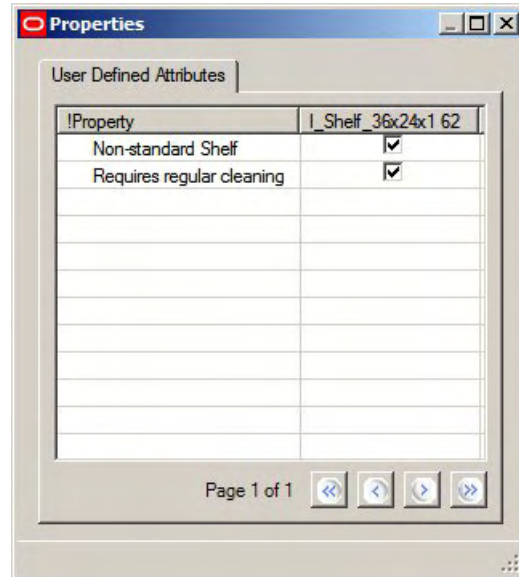 Properties
User Defined Attributes
!Property I_Shelf_36x24x1 62
Non-standard Shelf
Requires regular cleaning
Page 1 of 1